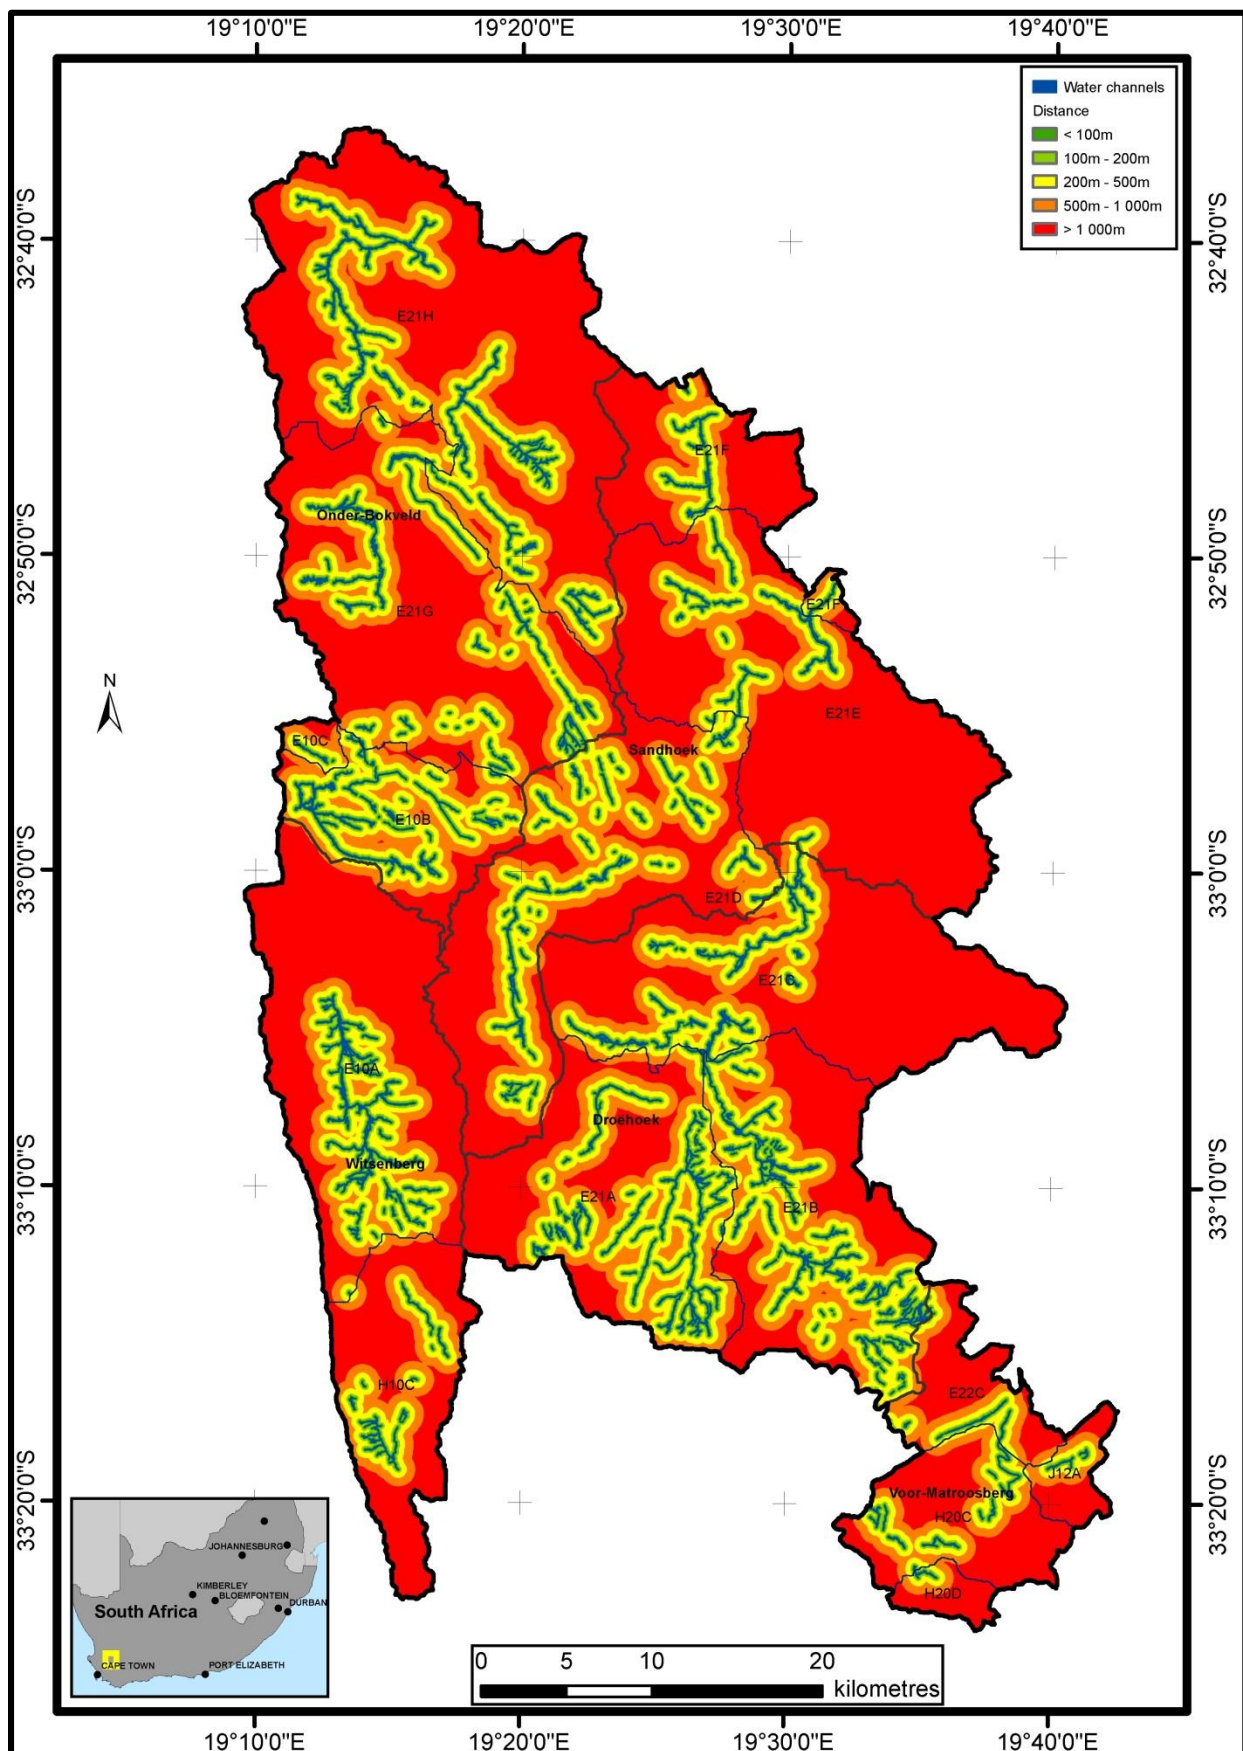 19°10'0"E 19°20'0"E 19°30'0"E 19°40'0"E
Water channels
Distance
< 100m
100m - 200m
200m - 500m
500m - 1 000m
> 1 000m
32°40'0"S 32°40'0"S
E21H
E21F
Onder-Bokveld
32°50'0"S 32°50'0"S
E21F
E21G
N
E21E
E10C
Sandhoek
E10B
33°0'0"S 33°0'0"S
E21D
E21C
E10A
Droehoek
Witsenberg
33°10'0"S 33°10'0"S
E21A
E21B
H10C
E22C
J12A
Voor-Matroosberg
33°20'0"S 33°20'0"S
H20C
H20D
JOHANNESBURG
KIMBERLEY
BLOEMFONTEIN
DURBAN
South Africa
CAPE TOWN
PORT ELIZABETH
0 5 10 20
kilometres
19°10'0"E 19°20'0"E 19°30'0"E 19°40'0"E